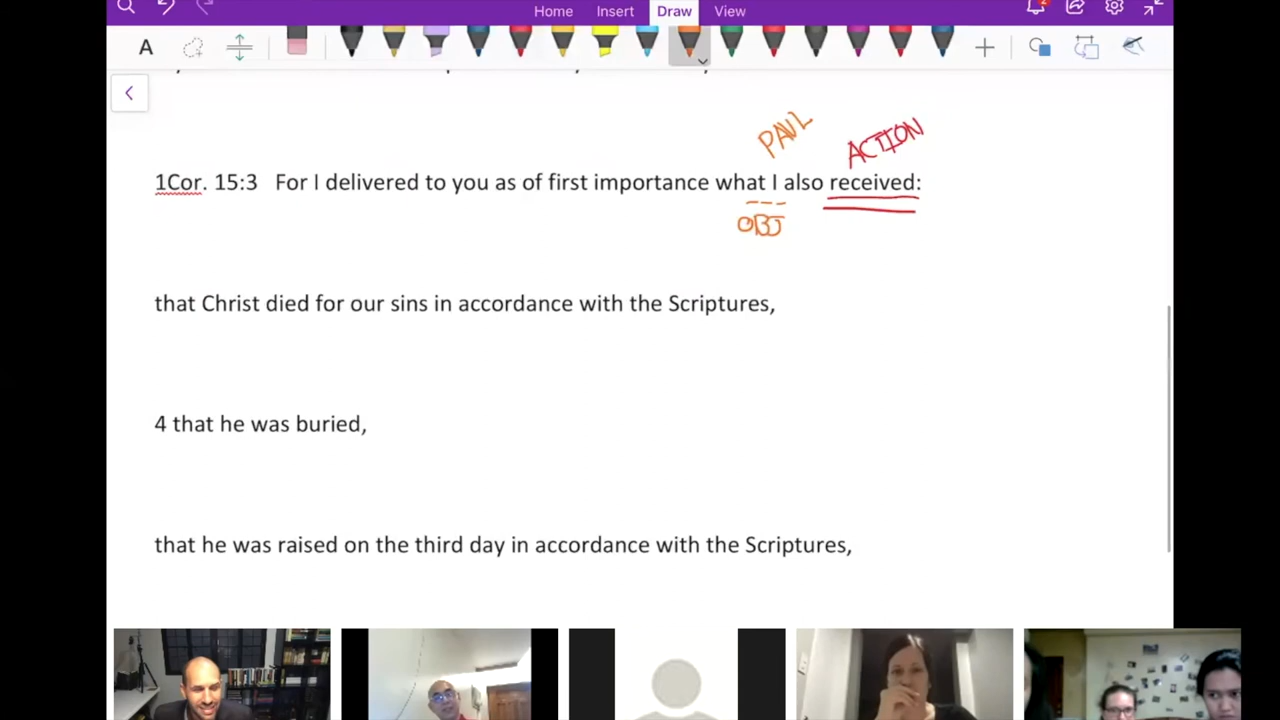 Home Insert Draw View
A
PAUL ACTION
1Cor. 15:3 For I delivered to you as of first importance what I also received:
OBJ
that Christ died for our sins in accordance with the Scriptures,
4 that he was buried,
that he was raised on the third day in accordance with the Scriptures,